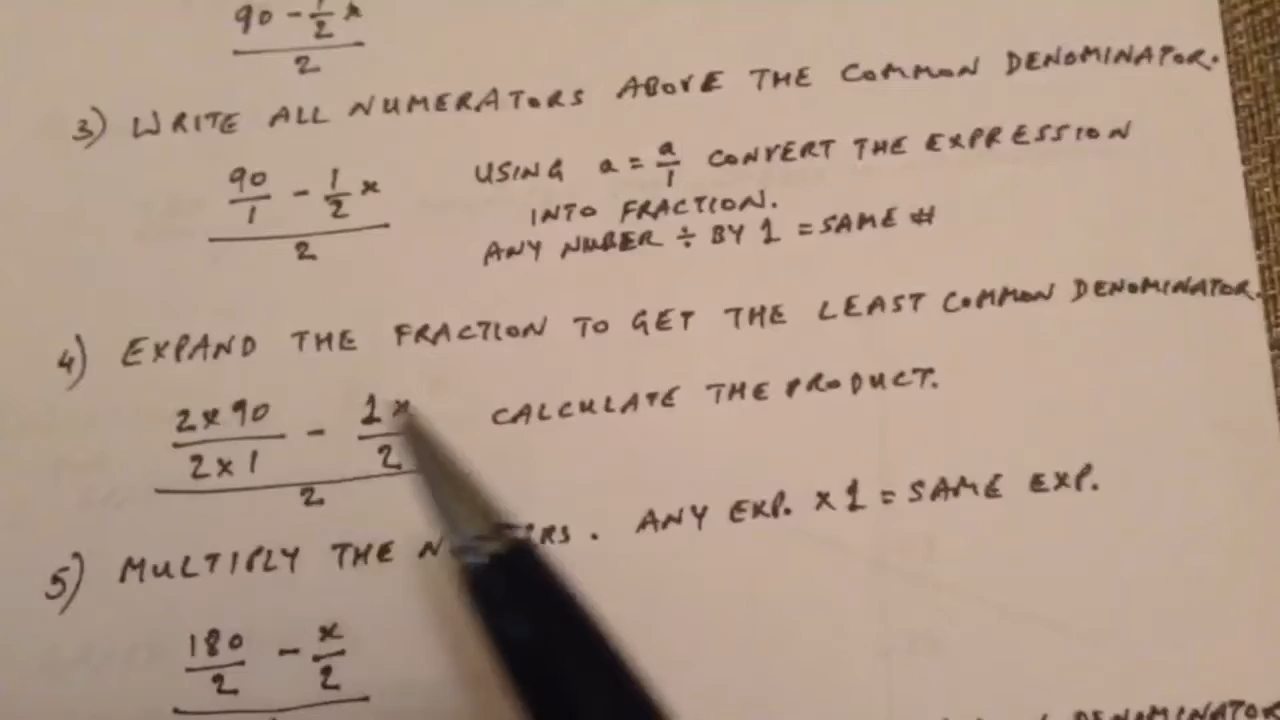 90 - 1/2 x
2
3) WRITE ALL NUMERATORS ABOVE THE COMMON DENOMINATOR.
90/1 - 1/2 x
2
USING a = a/1 CONVERT THE EXPRESSION
INTO FRACTION.
ANY NUBER ÷ BY 1 = SAME #
4) EXPAND THE FRACTION TO GET THE LEAST COMMON DENOMINATOR.
2 x 90 / 2 x 1 - 1x / 2
2
CALCULATE THE PRODUCT.
5) MULTIPLY THE ANY EXP. x 1 = SAME EXP.
180/2 - x/2
DENOMINATOR